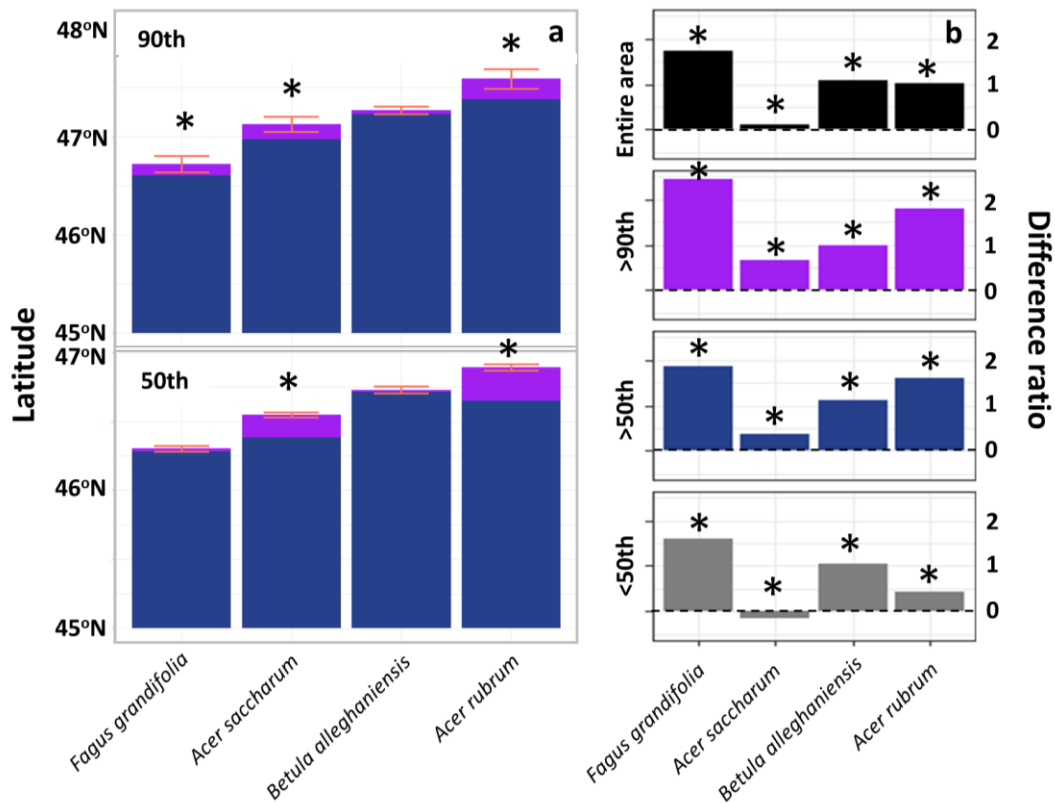 90th
a
48°N
47°N
46°N
45°N
50th
*
*
*
47°N
46°N
45°N
*
*
Latitude
Fagus grandifolia
Acer saccharum
Betula alleghaniensis
Acer rubrum
b
Entire area
*
*
*
*
2
1
0
>90th
*
*
*
*
2
1
0
>50th
*
*
*
*
2
1
0
<50th
*
*
*
*
2
1
0
Difference ratio
Fagus grandifolia
Acer saccharum
Betula alleghaniensis
Acer rubrum